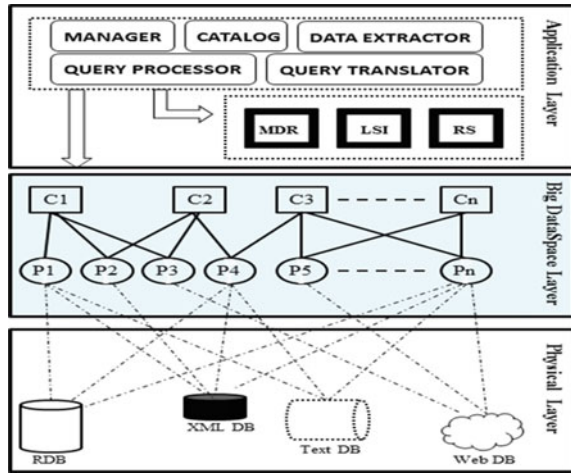 MANAGER
CATALOG
DATA EXTRACTOR
QUERY PROCESSOR
QUERY TRANSLATOR
MDR
LSI
RS
Application Layer
C1
C2
C3
Cn
P1
P2
P3
P4
P5
Pn
Big DataSpace Layer
RDB
XML DB
Text DB
Web DB
Physical Layer